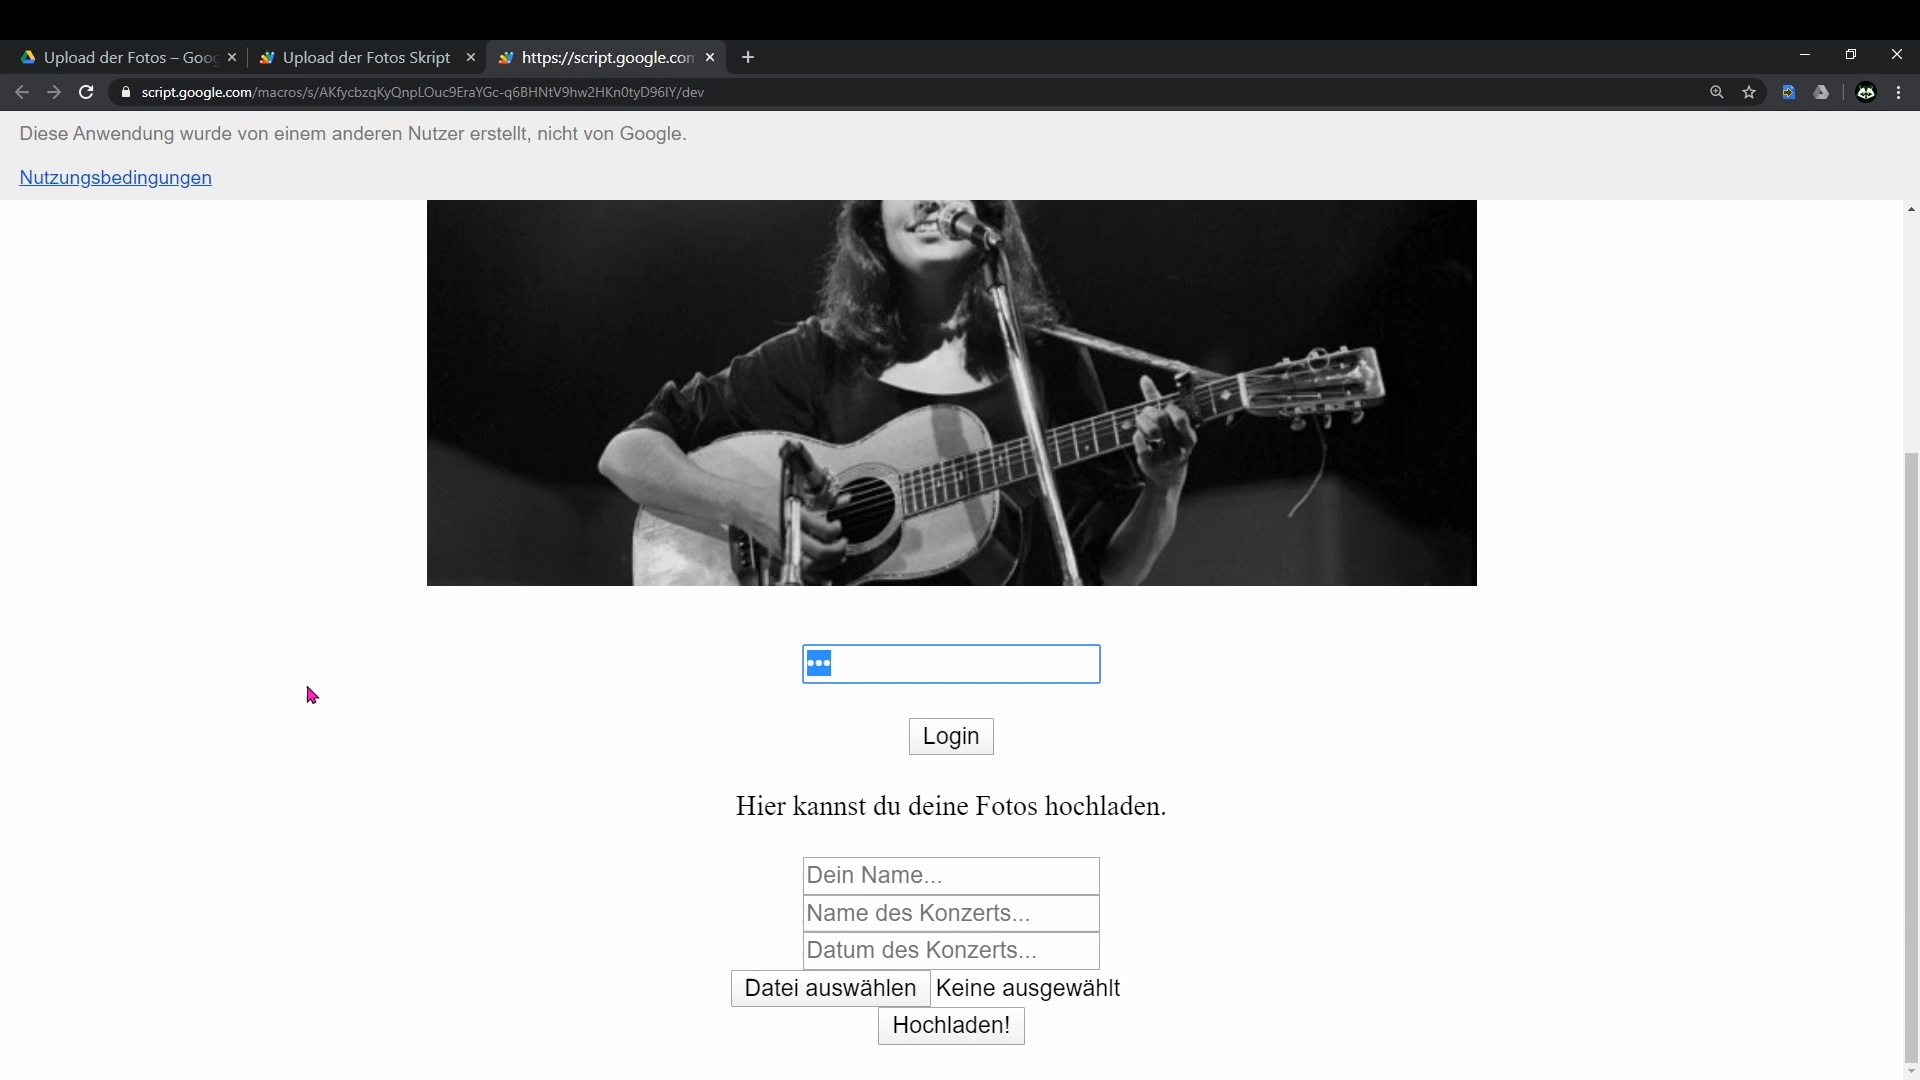 Upload der Fotos – Goo
Upload der Fotos Skript
https://script.google.com
script.google.com/macros/s/AKfycbzqKyQnpLOuc9EraYGc-q6BHNtV9hw2HKn0tyD96IY/dev
Diese Anwendung wurde von einem anderen Nutzer erstellt, nicht von Google.
Nutzungsbedingungen
Login
Hier kannst du deine Fotos hochladen.
Dein Name...
Name des Konzerts...
Datum des Konzerts...
Datei auswählen Keine ausgewählt
Hochladen!